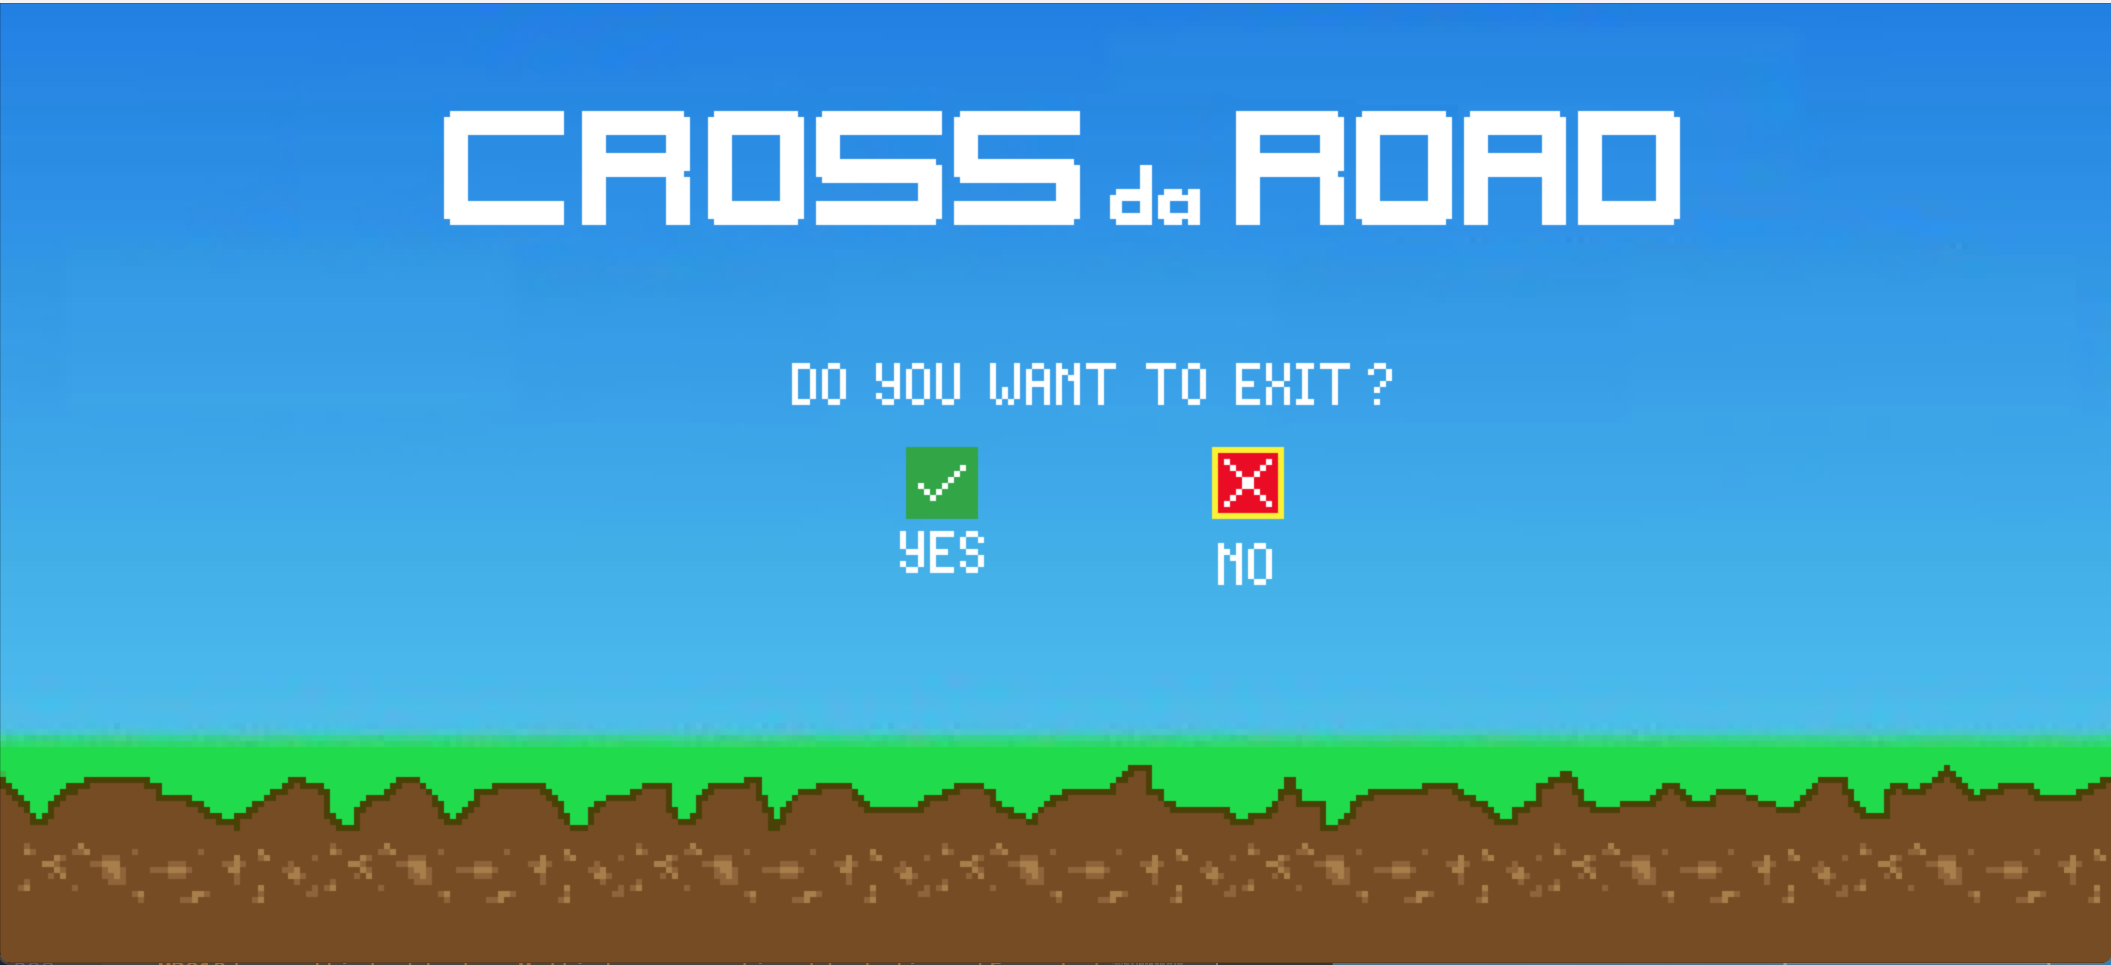 CROSS da ROAD
DO YOU WANT TO EXIT ?
YES
NO